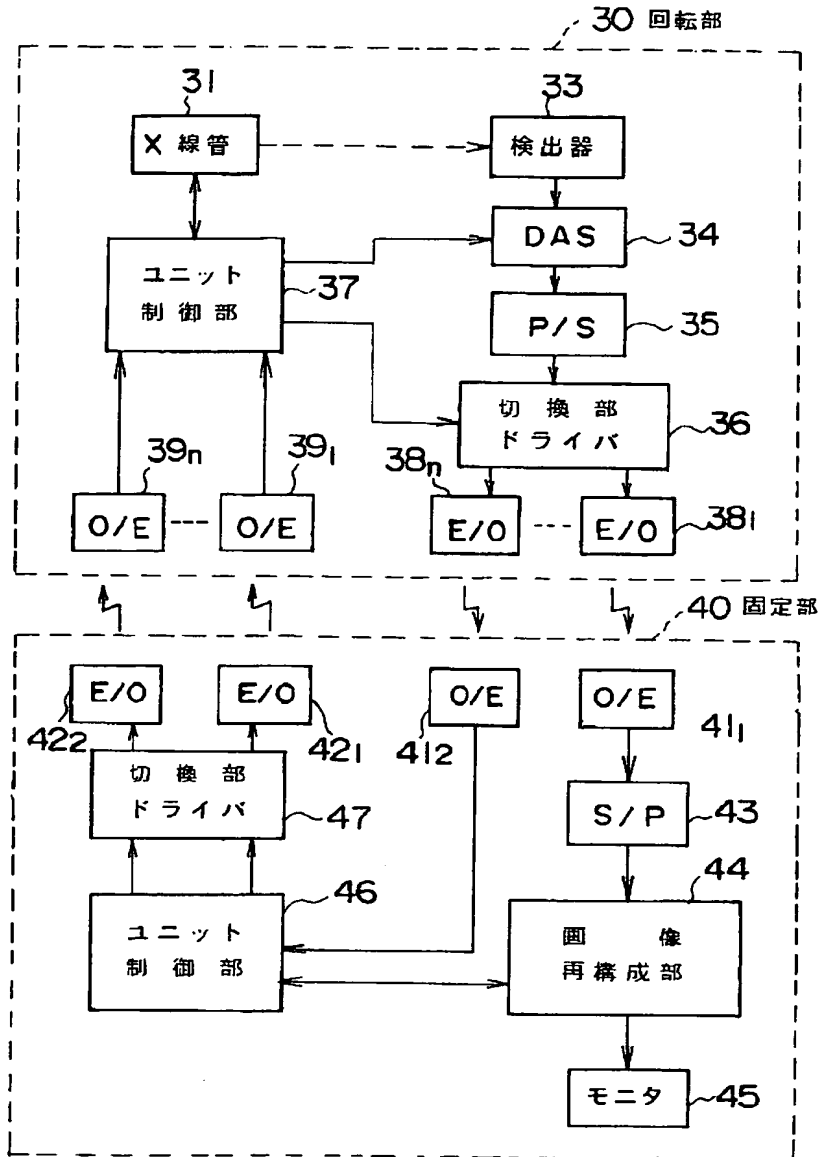 30 回転部
31
33
X 線管
検出器
DAS
34
ユニット
制御部
37
P/S
35
切換部
ドライバ
36
39n
391
38n
O/E
O/E
E/O
E/O
381
40 固定部
E/O
E/O
O/E
O/E
422
421
412
411
切換部
ドライバ
47
S/P
43
44
46
ユニット
制御部
画像
再構成部
モニタ
45